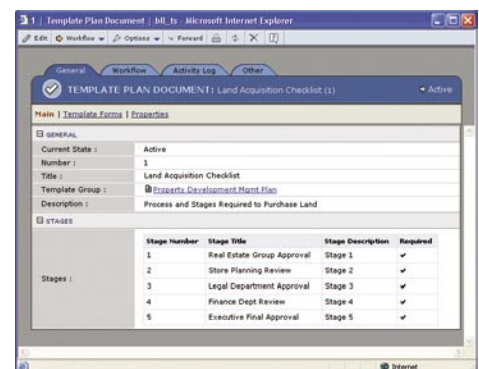 1 | Template Plan Document | bll_ts - Microsoft Internet Explorer
Edit Workflow Options Forward
General Workflow Activity Log Other
TEMPLATE PLAN DOCUMENT: Land Acquisition Checklist (1) Active
Main | Template Forms | Properties
GENERAL
Current State : Active
Number : 1
Title : Land Acquisition Checklist
Template Group : Property Development Mgmt Plan
Description : Process and Stages Required to Purchase Land
STAGES
Stages :
Stage Number Stage Title Stage Description Required
1 Real Estate Group Approval Stage 1 ✔
2 Store Planning Review Stage 2 ✔
3 Legal Department Approval Stage 3 ✔
4 Finance Dept Review Stage 4 ✔
5 Executive Final Approval Stage 5 ✔
Internet